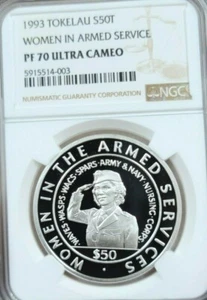 1993 TOKELAU S50T
WOMEN IN ARMED SERVICE
PF 70 ULTRA CAMEO
5915514-003
NUMISMATIC GUARANTY CORPORATION
NGC
WOMEN IN THE ARMED SERVICES
WAVES·WASPS·WACS·SPARS·ARMY & NAVY·NURSING·CORPS
$50